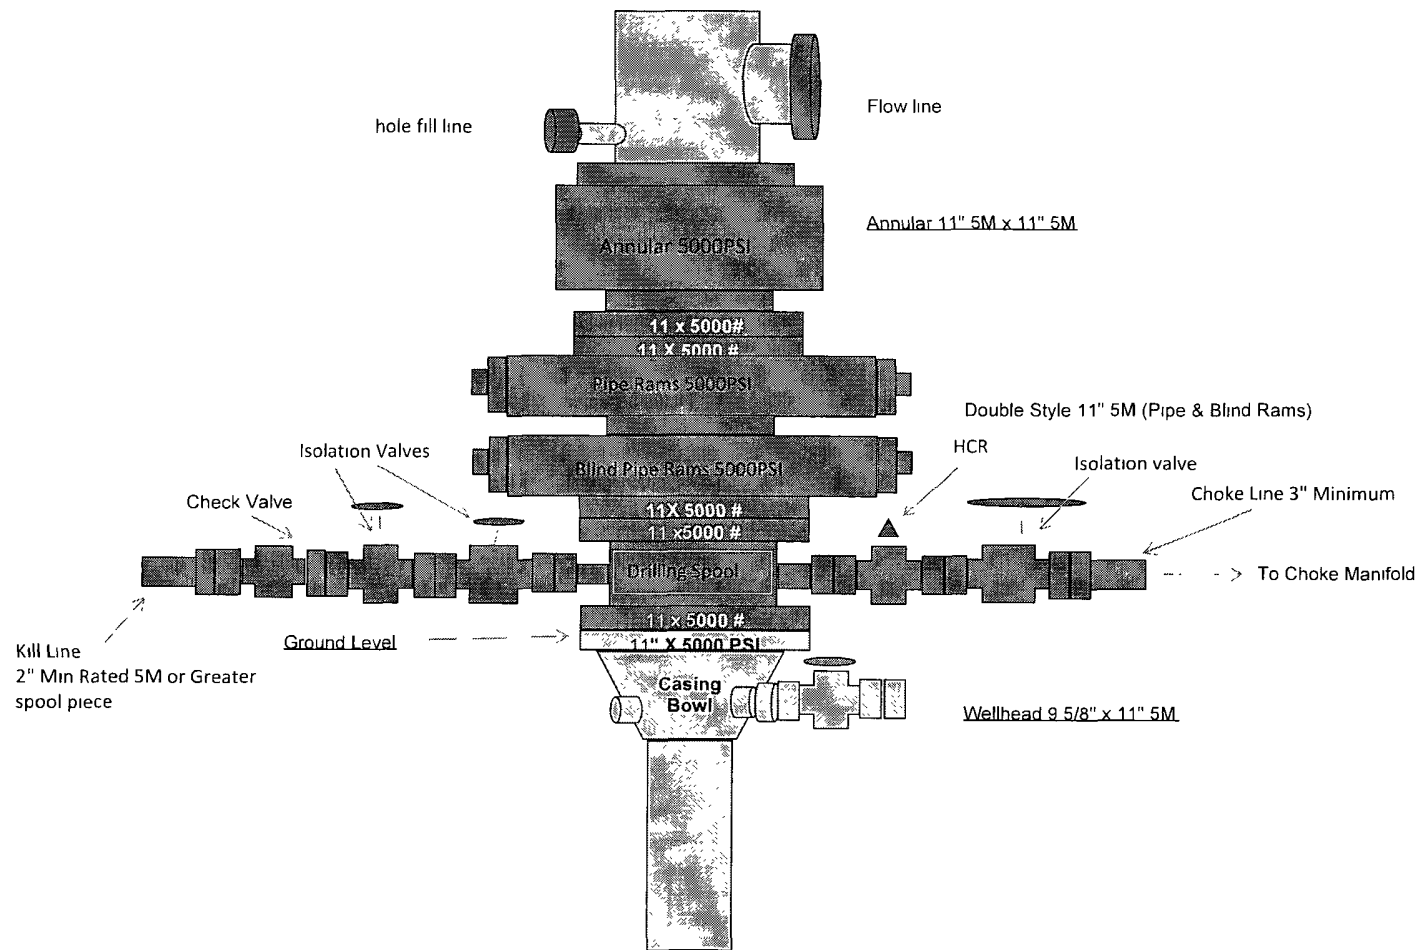 Flow line
hole fill line
Annular 11" 5M x 11" 5M
Annular 5000PSI
11 x 5000#
11 X 5000 #
Pipe Rams 5000PSI
Double Style 11" 5M (Pipe & Blind Rams)
Isolation Valves
HCR
Blind Pipe Rams 5000PSI
Isolation valve
Check Valve
Choke Line 3" Minimum
11X 5000 #
11 x5000 #
Drilling Spool
To Choke Manifold
11 x 5000 #
Ground Level
11" X 5000 PSI
Kill Line
2" Min Rated 5M or Greater
spool piece
Casing
Bowl
Wellhead 9 5/8" x 11" 5M